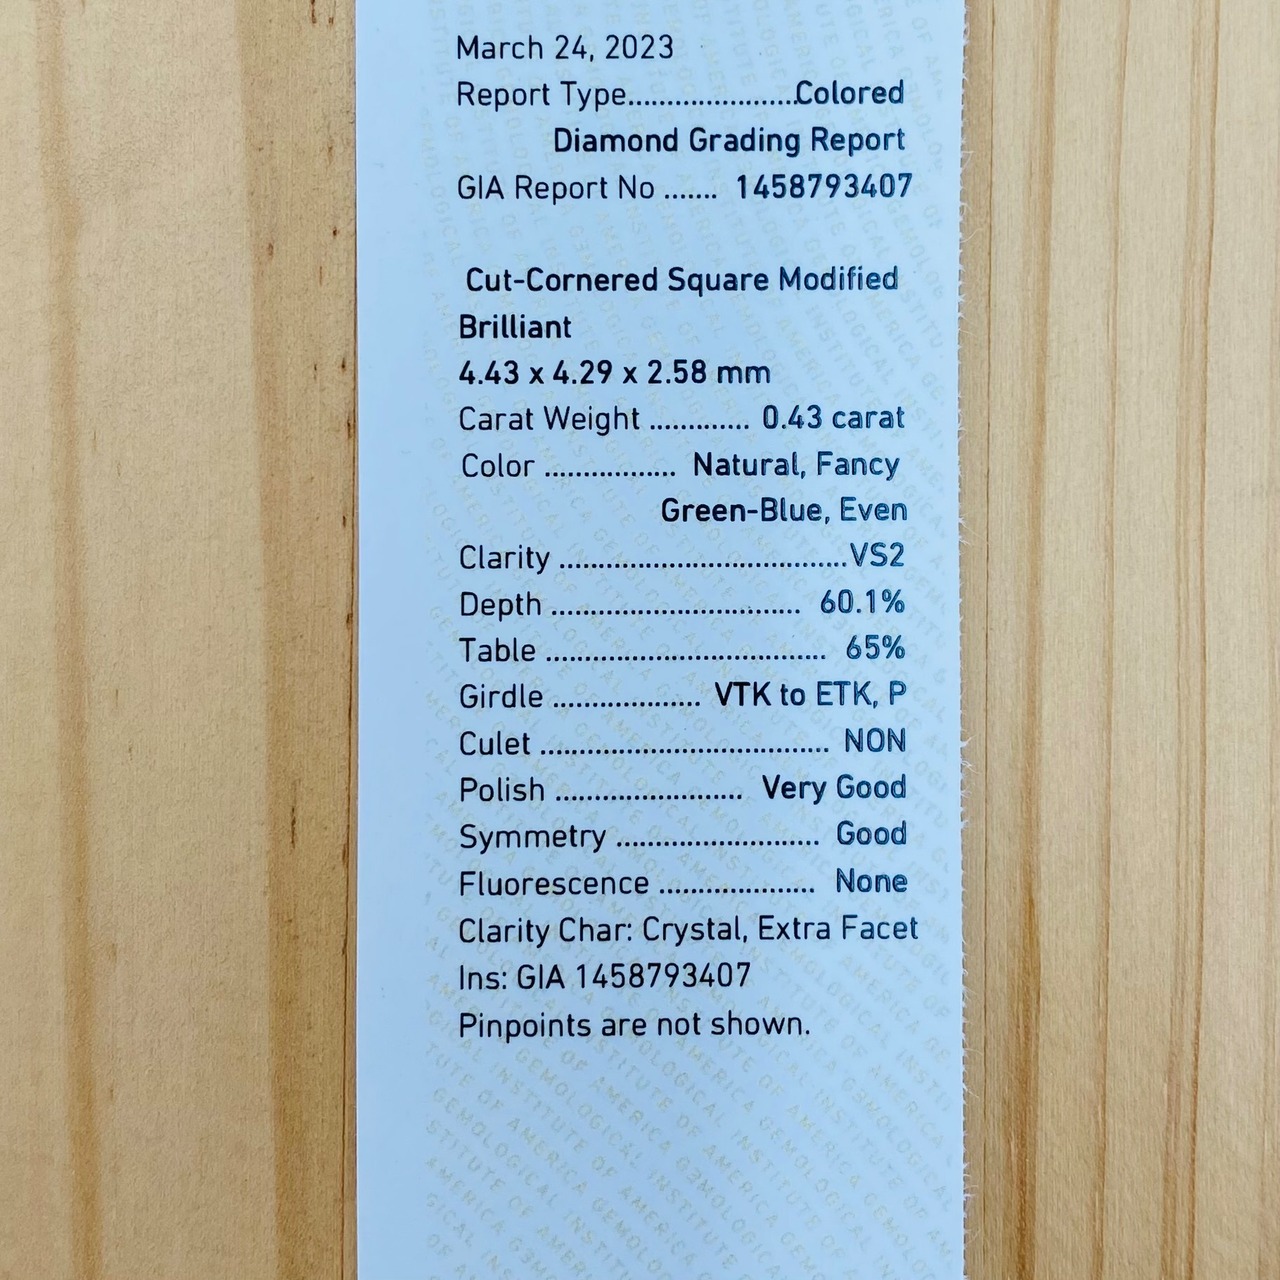 March 24, 2023
Report Type......................Colored
Diamond Grading Report
GIA Report No ....... 1458793407
Cut-Cornered Square Modified
Brilliant
4.43 x 4.29 x 2.58 mm
Carat Weight ............. 0.43 carat
Color ................. Natural, Fancy
Green-Blue, Even
Clarity .....................................VS2
Depth ................................ 60.1%
Table .................................... 65%
Girdle ................... VTK to ETK, P
Culet ..................................... NON
Polish ........................ Very Good
Symmetry .......................... Good
Fluorescence .................... None
Clarity Char: Crystal, Extra Facet
Ins: GIA 1458793407
Pinpoints are not shown.